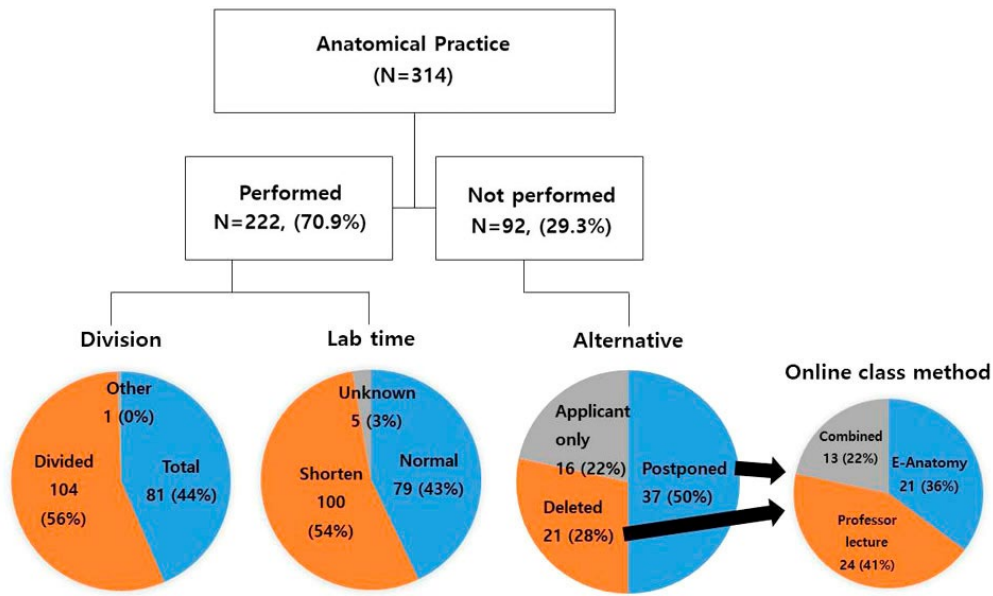 Anatomical Practice
(N=314)
Performed
N=222, (70.9%)
Not performed
N=92, (29.3%)
Division
Other
1 (0%)
Divided
104
(56%)
Total
81 (44%)
Lab time
Unknown
5 (3%)
Shorten
100
(54%)
Normal
79 (43%)
Alternative
Applicant
only
16 (22%)
Postponed
37 (50%)
Deleted
21 (28%)
Online class method
Combined
13 (22%)
E-Anatomy
21 (36%)
Professor
lecture
24 (41%)